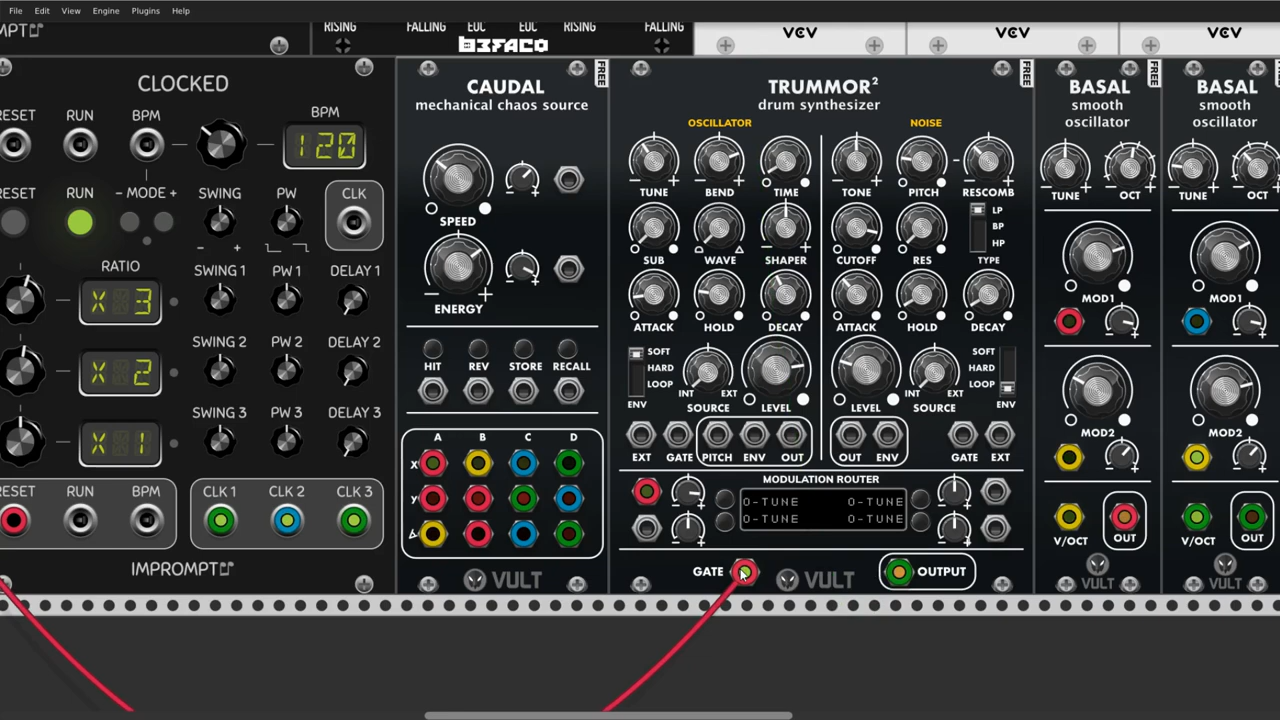 File Edit View Engine Plugins Help
MPT
RISING FALLING EOC EOC RISING FALLING
B3FACO
VCV VCV VCV
CLOCKED
RESET RUN BPM
BPM
120
RESET RUN - MODE + SWING PW CLK
- +
RATIO SWING 1 PW 1 DELAY 1
X 3
SWING 2 PW 2 DELAY 2
X 2
SWING 3 PW 3 DELAY 3
X 1
RESET RUN BPM CLK 1 CLK 2 CLK 3
IMPROMPT
FREE
CAUDAL
mechanical chaos source
- +
SPEED
- +
- +
ENERGY
HIT REV STORE RECALL
A B C D
X
Y
VULT
FREE
TRUMMOR²
drum synthesizer
OSCILLATOR NOISE
TUNE BEND TIME TONE PITCH RESCOMB
SUB WAVE SHAPER CUTOFF RES TYPE
LP
BP
HP
ATTACK HOLD DECAY ATTACK HOLD DECAY
SOFT
HARD
LOOP
ENV
INT EXT
SOURCE LEVEL LEVEL SOURCE
INT EXT
SOFT
HARD
LOOP
ENV
EXT GATE PITCH ENV OUT OUT ENV GATE EXT
MODULATION ROUTER
O-TUNE O-TUNE
O-TUNE O-TUNE
GATE VULT OUTPUT
FREE
BASAL
smooth
oscillator
TUNE OCT
MOD1
- +
MOD2
- +
V/OCT OUT
VULT
FREE
BASAL
smooth
oscillator
TUNE OCT
MOD1
- +
MOD2
- +
V/OCT OUT
VULT